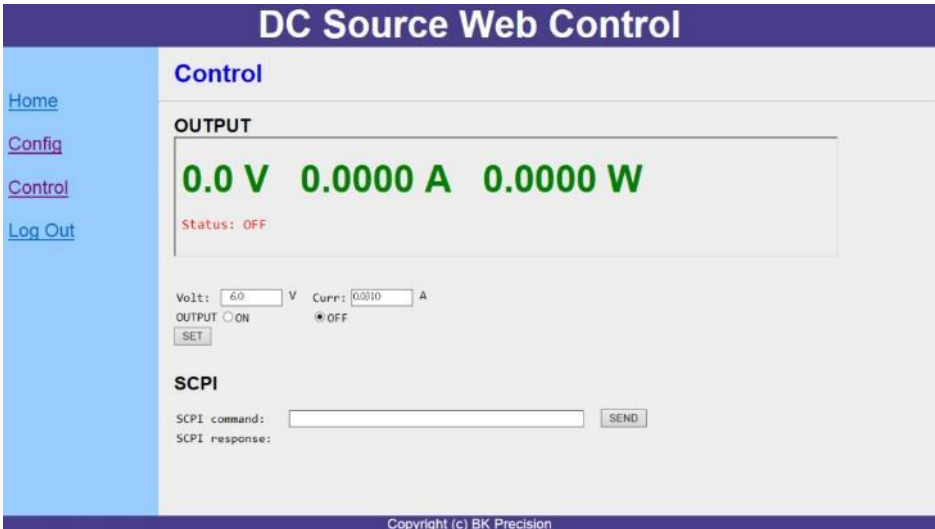 DC Source Web Control
Home
Config
Control
Log Out
Control
OUTPUT
0.0 V 0.0000 A 0.0000 W
Status: OFF
Volt: 6.0 V Curr: 0.0310 A
OUTPUT ON OFF
SET
SCPI
SCPI command: SEND
SCPI response:
Copyright (c) BK Precision